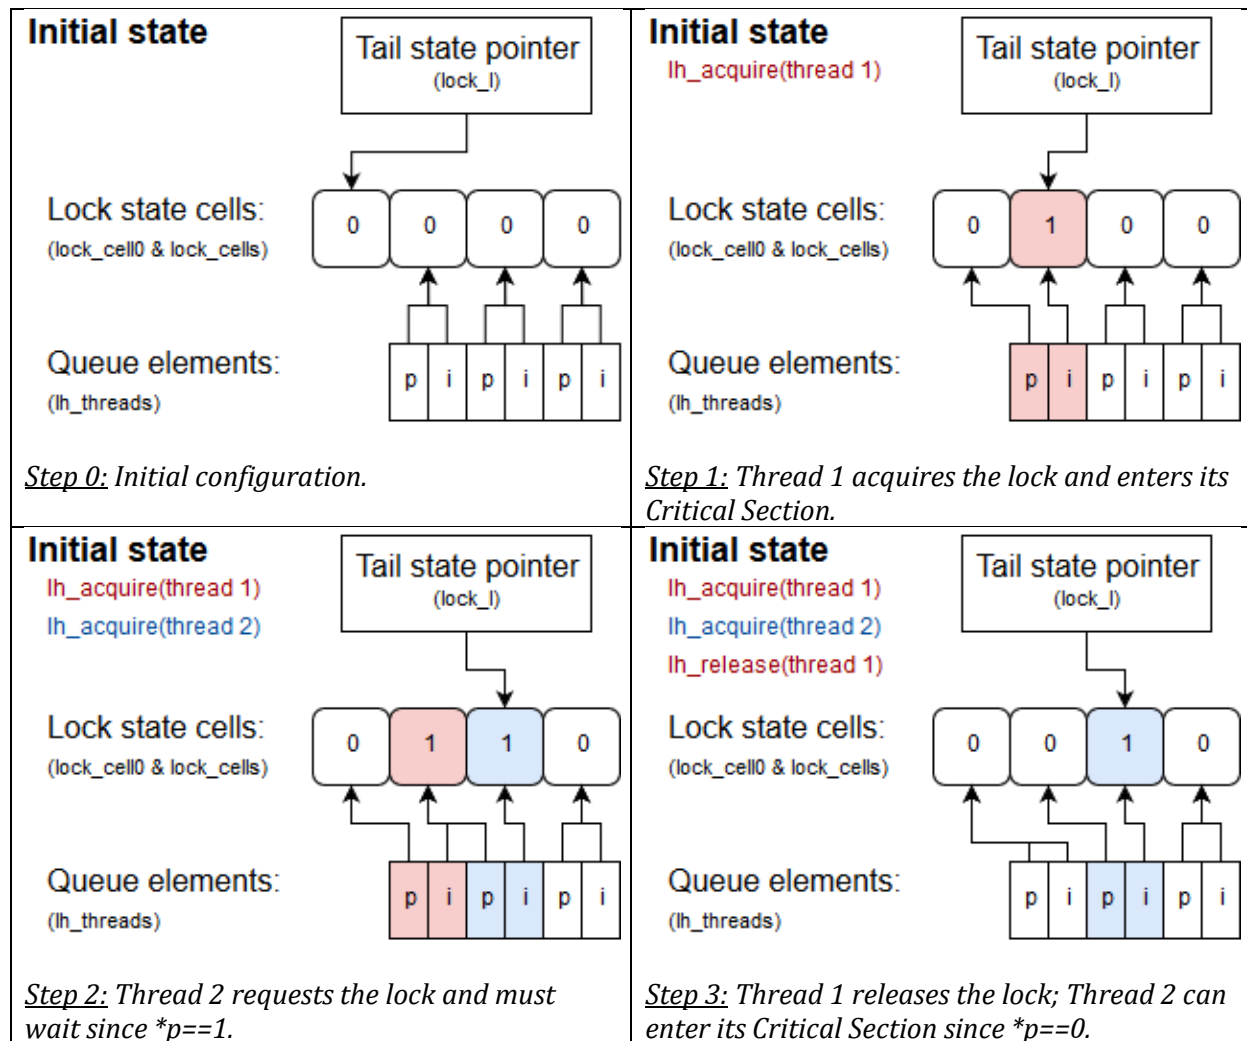 Initial state
Tail state pointer
(lock_l)
Lock state cells:
(lock_cell0 & lock_cells)
0 0 0 0
Queue elements:
(lh_threads)
p i p i p i
Step 0: Initial configuration.
Initial state
lh_acquire(thread 1)
Tail state pointer
(lock_l)
Lock state cells:
(lock_cell0 & lock_cells)
0 1 0 0
Queue elements:
(lh_threads)
p i p i p i
Step 1: Thread 1 acquires the lock and enters its
Critical Section.
Initial state
lh_acquire(thread 1)
lh_acquire(thread 2)
Tail state pointer
(lock_l)
Lock state cells:
(lock_cell0 & lock_cells)
0 1 1 0
Queue elements:
(lh_threads)
p i p i p i
Step 2: Thread 2 requests the lock and must
wait since *p==1.
Initial state
lh_acquire(thread 1)
lh_acquire(thread 2)
lh_release(thread 1)
Tail state pointer
(lock_l)
Lock state cells:
(lock_cell0 & lock_cells)
0 0 1 0
Queue elements:
(lh_threads)
p i p i p i
Step 3: Thread 1 releases the lock; Thread 2 can
enter its Critical Section since *p==0.